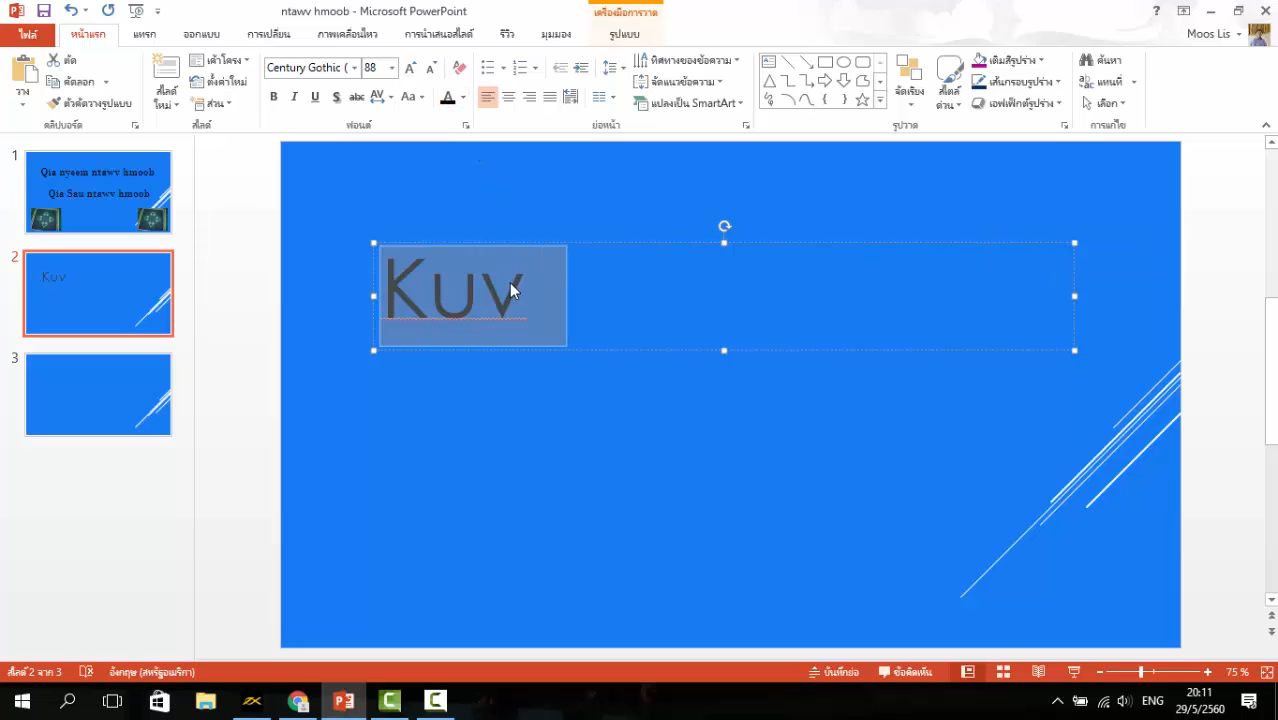 ntawv hmoob - Microsoft PowerPoint
เครื่องมือการวาด
ไฟล์ หน้าแรก แทรก ออกแบบ การเปลี่ยน ภาพเคลื่อนไหว การนำเสนอสไลด์ รีวิว มุมมอง รูปแบบ
Moos Lis
วาง
ตัด
คัดลอก
ตัวคัดวางรูปแบบ
คลิปบอร์ด
สไลด์ใหม่
เค้าโครง
ตั้งค่าใหม่
ส่วน
สไลด์
Century Gothic ( 88
B I U S abc AV Aa A
ฟอนต์
ทิศทางของข้อความ
จัดแนวข้อความ
แปลงเป็น SmartArt
ย่อหน้า
จัดเรียง
สไตล์ด่วน
เติมสีรูปร่าง
เส้นกรอบรูปร่าง
เอฟเฟ็กต์รูปร่าง
รูปวาด
ค้นหา
แทนที่
เลือก
การแก้ไข
1
Qia nyeem ntawv hmoob
Qia Sau ntawv hmoob
2
Kuv
3
Kuv
สไลด์ 2 จาก 3
อังกฤษ (สหรัฐอเมริกา)
บันทึกย่อ
ข้อคิดเห็น
75 %
ENG
20:11
29/5/2560